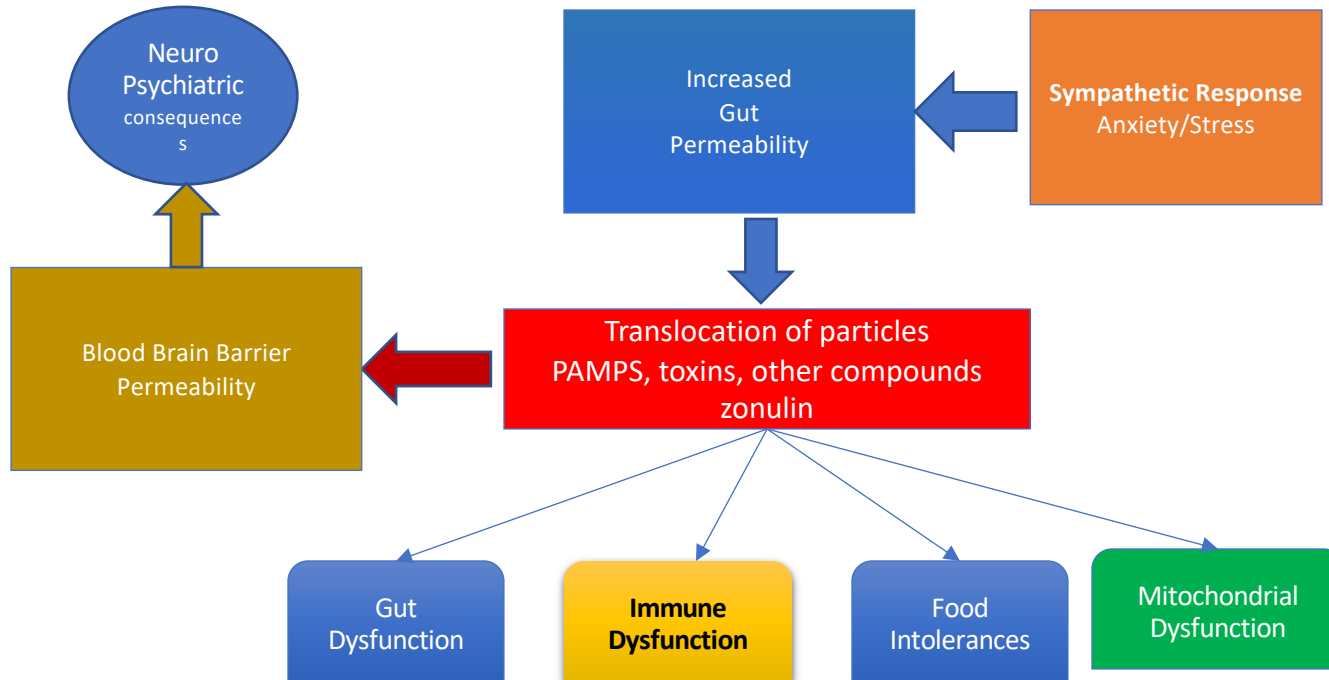 Neuro
Psychiatric
consequence
s
Increased
Gut
Permeability
Sympathetic Response
Anxiety/Stress
Blood Brain Barrier
Permeability
Translocation of particles
PAMPS, toxins, other compounds
zonulin
Gut
Dysfunction
Immune
Dysfunction
Food
Intolerances
Mitochondrial
Dysfunction